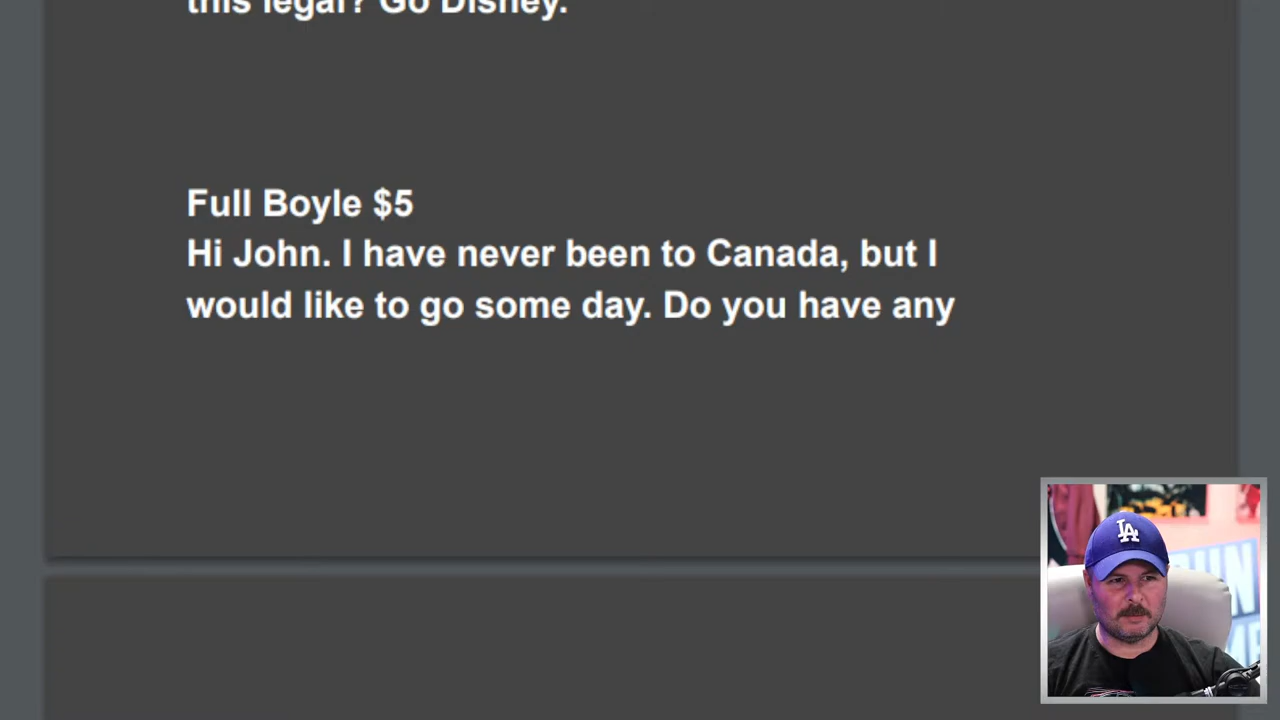 this legal? Go Disney.
Full Boyle $5
Hi John. I have never been to Canada, but I
would like to go some day. Do you have any
LA